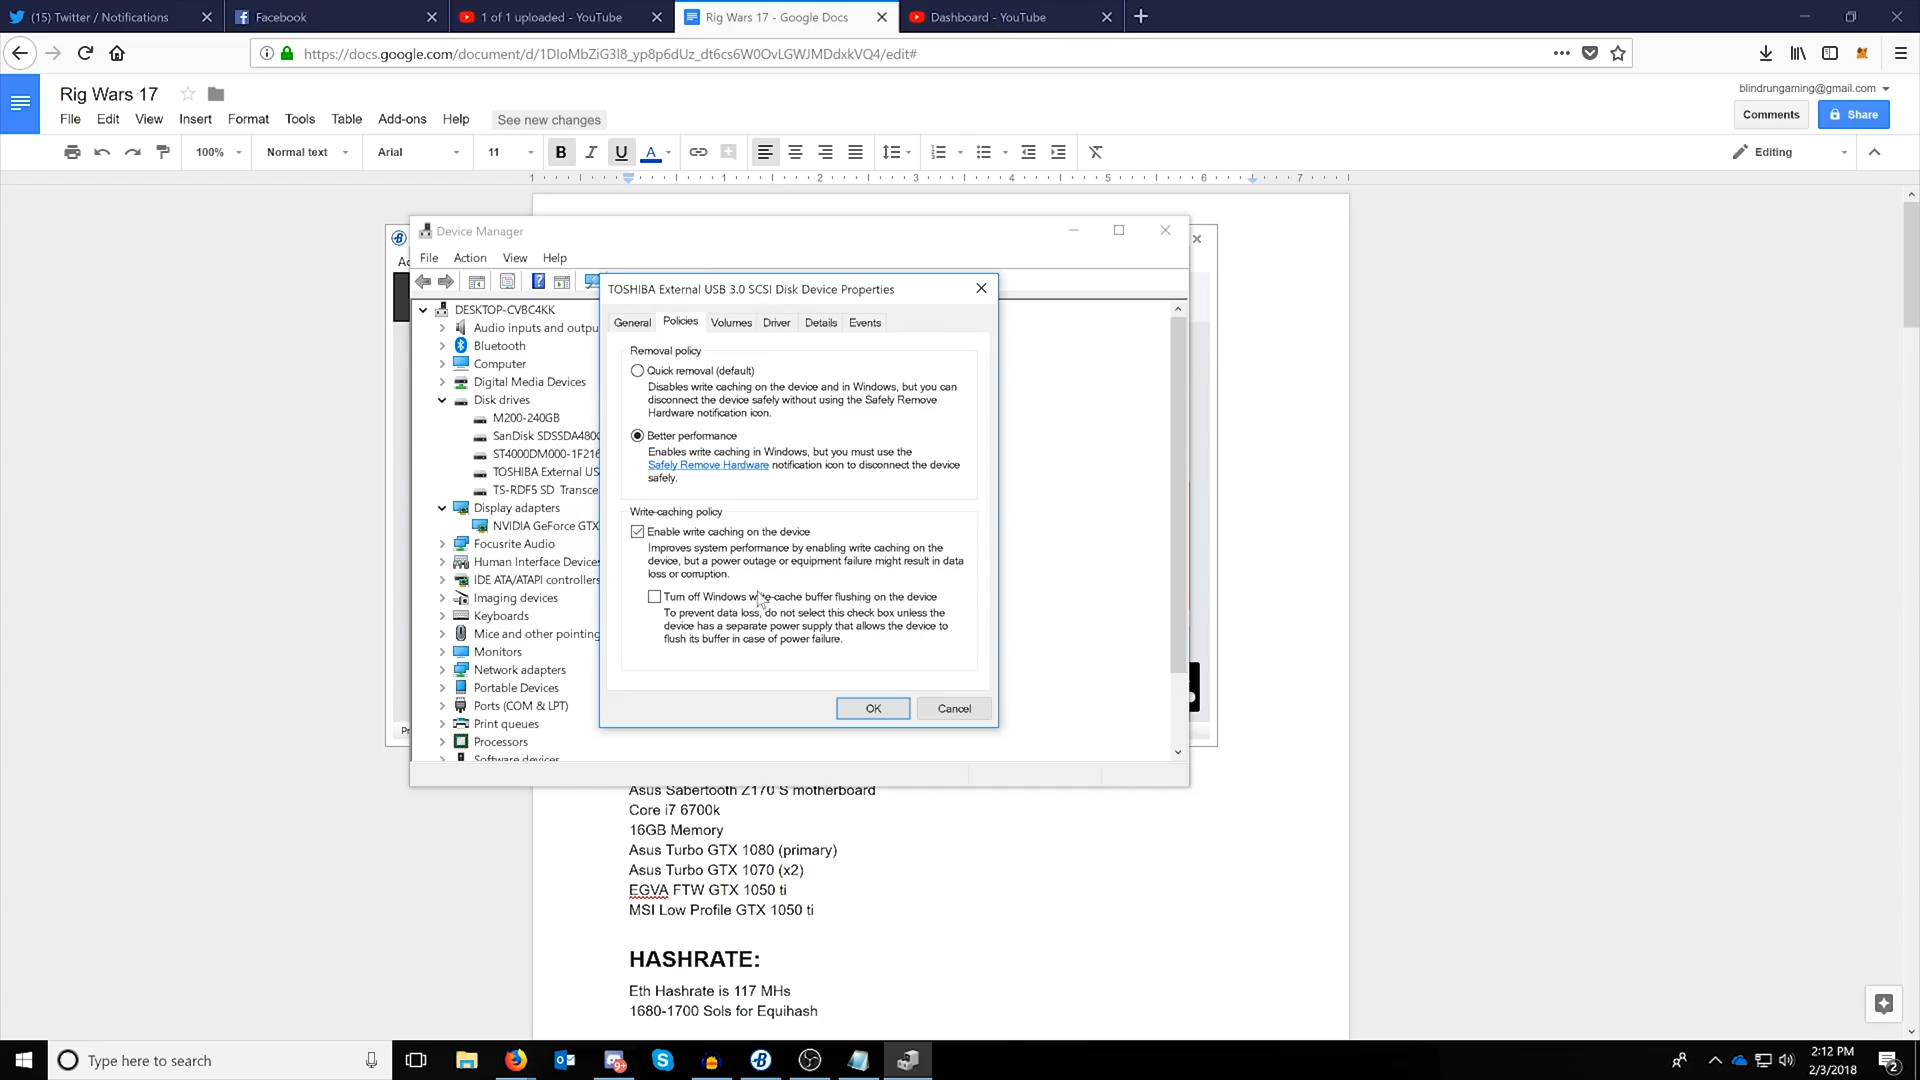 (15) Twitter / Notifications
Facebook
1 of 1 uploaded - YouTube
Rig Wars 17 - Google Docs
Dashboard - YouTube
https://docs.google.com/document/d/1DIoMbZiG3I8_yp8p6dUz_dt6cs6W0OvLGWJMDdxkVQ4/edit#
Rig Wars 17
blindrungaming@gmail.com
File Edit View Insert Format Tools Table Add-ons Help See new changes
Comments Share
100% Normal text Arial 11 B I U A Editing
1 1 2 3 4 5 6 7
Device Manager
File Action View Help
TOSHIBA External USB 3.0 SCSI Disk Device Properties
General Policies Volumes Driver Details Events
DESKTOP-CVBC4KK
Audio inputs and outpu
Bluetooth
Computer
Digital Media Devices
Disk drives
M200-240GB
SanDisk SDSSDA480G
ST4000DM000-1F216
TOSHIBA External US
TS-RDF5 SD Transce
Display adapters
NVIDIA GeForce GTX
Focusrite Audio
Human Interface Devices
IDE ATA/ATAPI controllers
Imaging devices
Keyboards
Mice and other pointing
Monitors
Network adapters
Portable Devices
Ports (COM & LPT)
Print queues
Processors
Software devices
Removal policy
Quick removal (default)
Disables write caching on the device and in Windows, but you can
disconnect the device safely without using the Safely Remove
Hardware notification icon.
Better performance
Enables write caching in Windows, but you must use the
Safely Remove Hardware notification icon to disconnect the device
safely.
Write-caching policy
Enable write caching on the device
Improves system performance by enabling write caching on the
device, but a power outage or equipment failure might result in data
loss or corruption.
Turn off Windows write-cache buffer flushing on the device
To prevent data loss, do not select this check box unless the
device has a separate power supply that allows the device to
flush its buffer in case of power failure.
OK Cancel
Asus Sabertooth Z170 S motherboard
Core i7 6700k
16GB Memory
Asus Turbo GTX 1080 (primary)
Asus Turbo GTX 1070 (x2)
EGVA FTW GTX 1050 ti
MSI Low Profile GTX 1050 ti
HASHRATE:
Eth Hashrate is 117 MHs
1680-1700 Sols for Equihash
Type here to search
9+
2:12 PM
2/3/2018
2